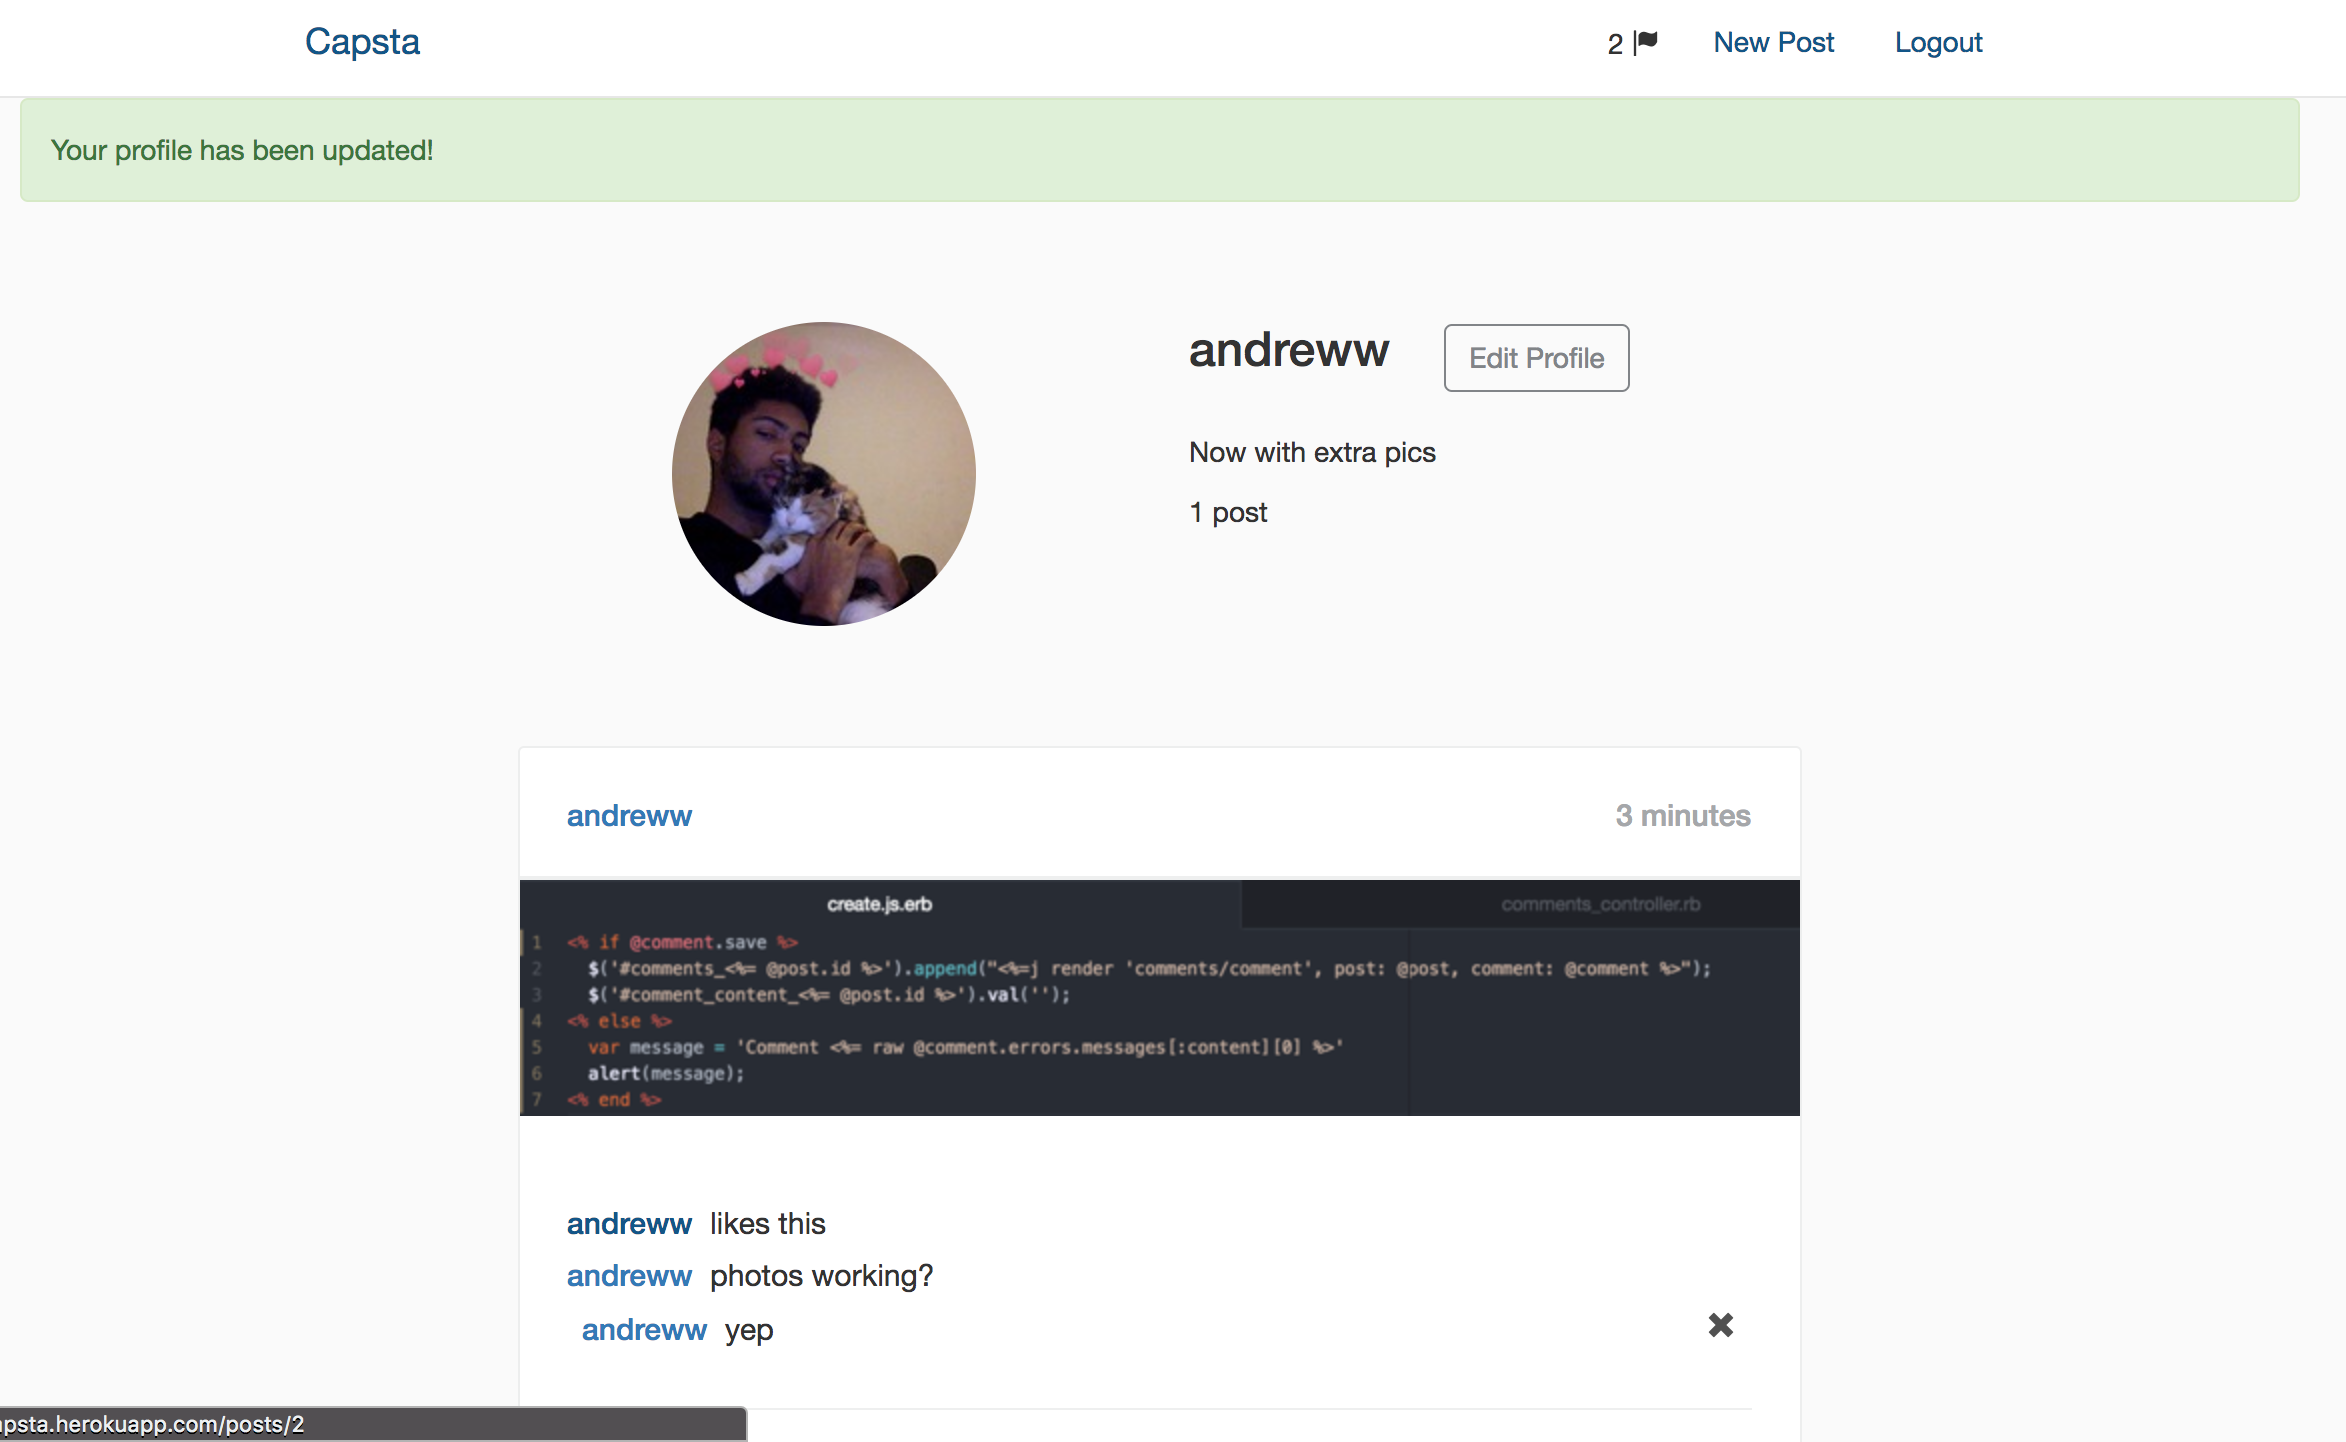 Capsta
2
New Post
Logout
Your profile has been updated!
andreww
Edit Profile
Now with extra pics
1 post
andreww
3 minutes
create.js.erb
comments_controller.rb
1 <% if @comment.save %>
2 $('#comments_<%= @post.id %>').append("<%=j render 'comments/comment', post: @post, comment: @comment %>");
3 $('#comment_content_<%= @post.id %>').val('');
4 <% else %>
5 var message = 'Comment <%= raw @comment.errors.messages[:content][0] %>'
6 alert(message);
7 <% end %>
andreww likes this
andreww photos working?
andreww yep
apsta.herokuapp.com/posts/2